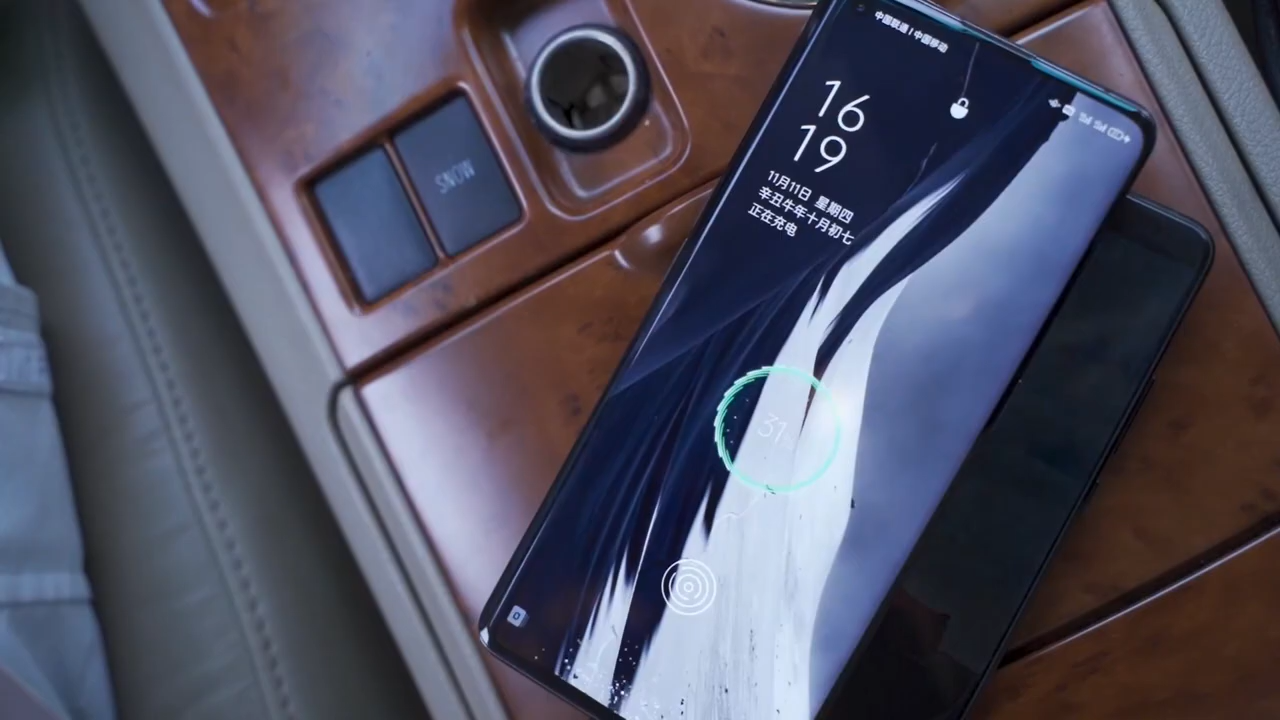 中国联通 | 中国移动
16
19
11月11日 星期四
辛丑牛年十月初七
正在充电
SNOW
31%